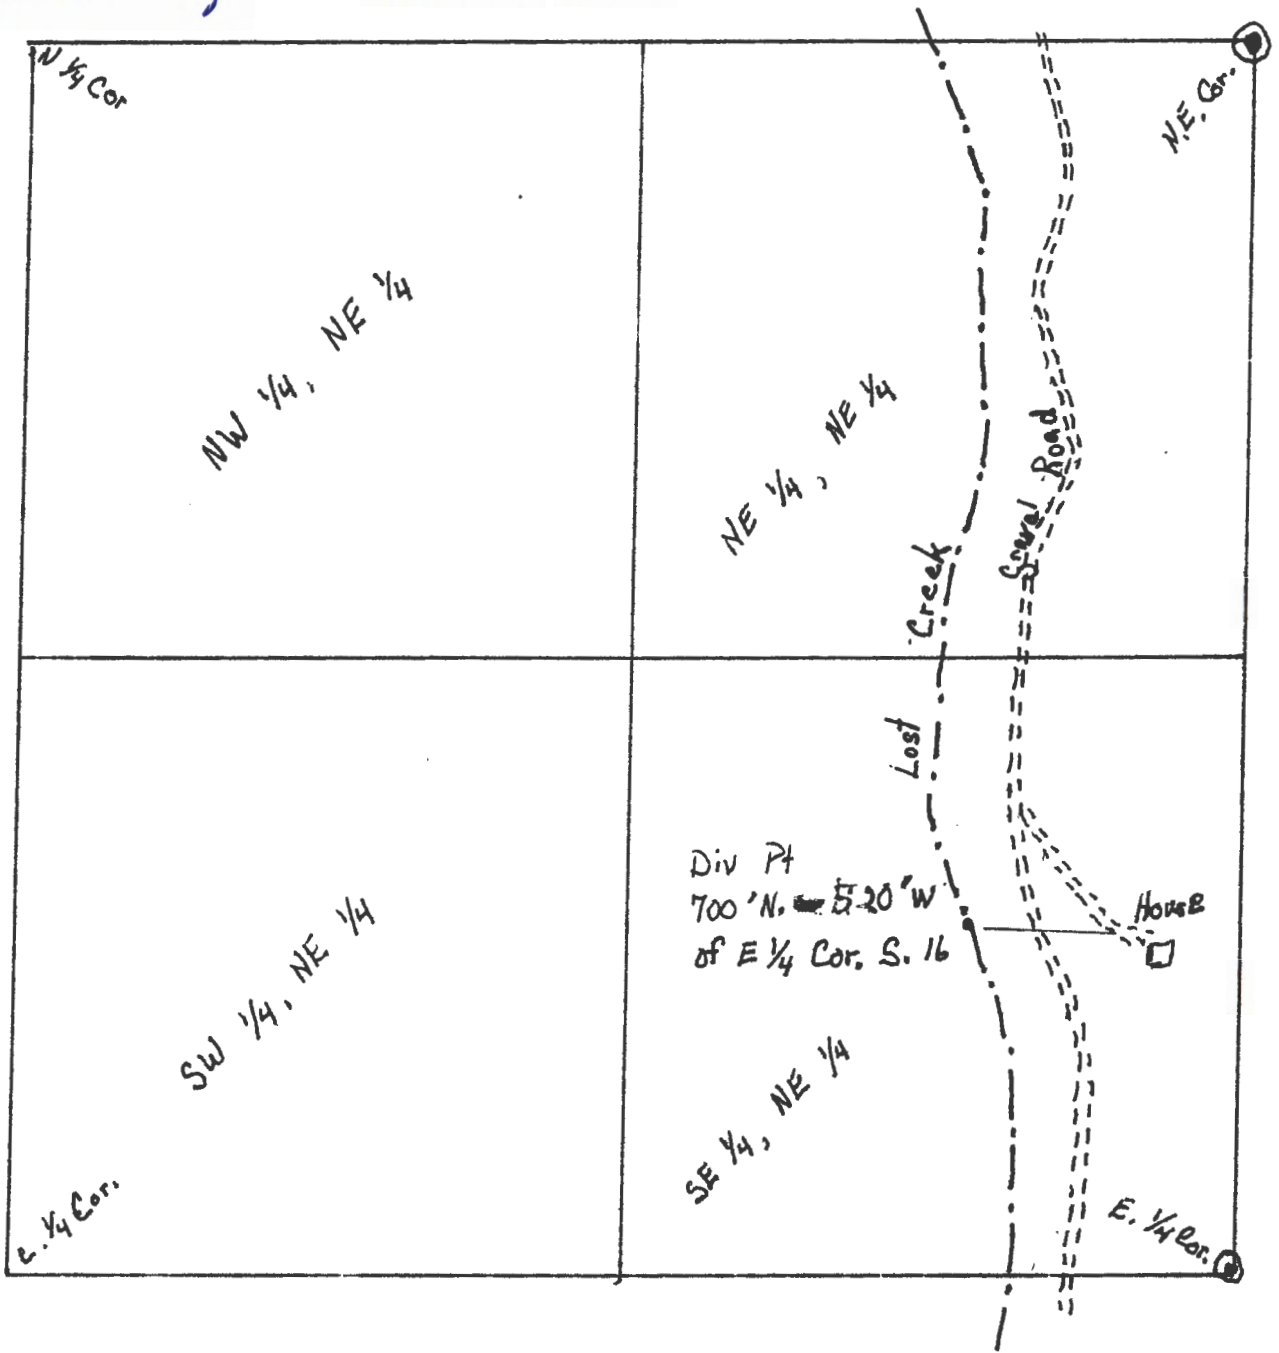 N ¼ Cor
N.E. Cor.
NW ¼, NE ¼
NE ¼, NE ¼
Gravel Road
Lost Creek
Div Pt
700' N. - 520" W
of E ¼ Cor. S. 16
House
SW ¼, NE ¼
SE ¼, NE ¼
c. ¼ Cor.
E. ¼ Cor.